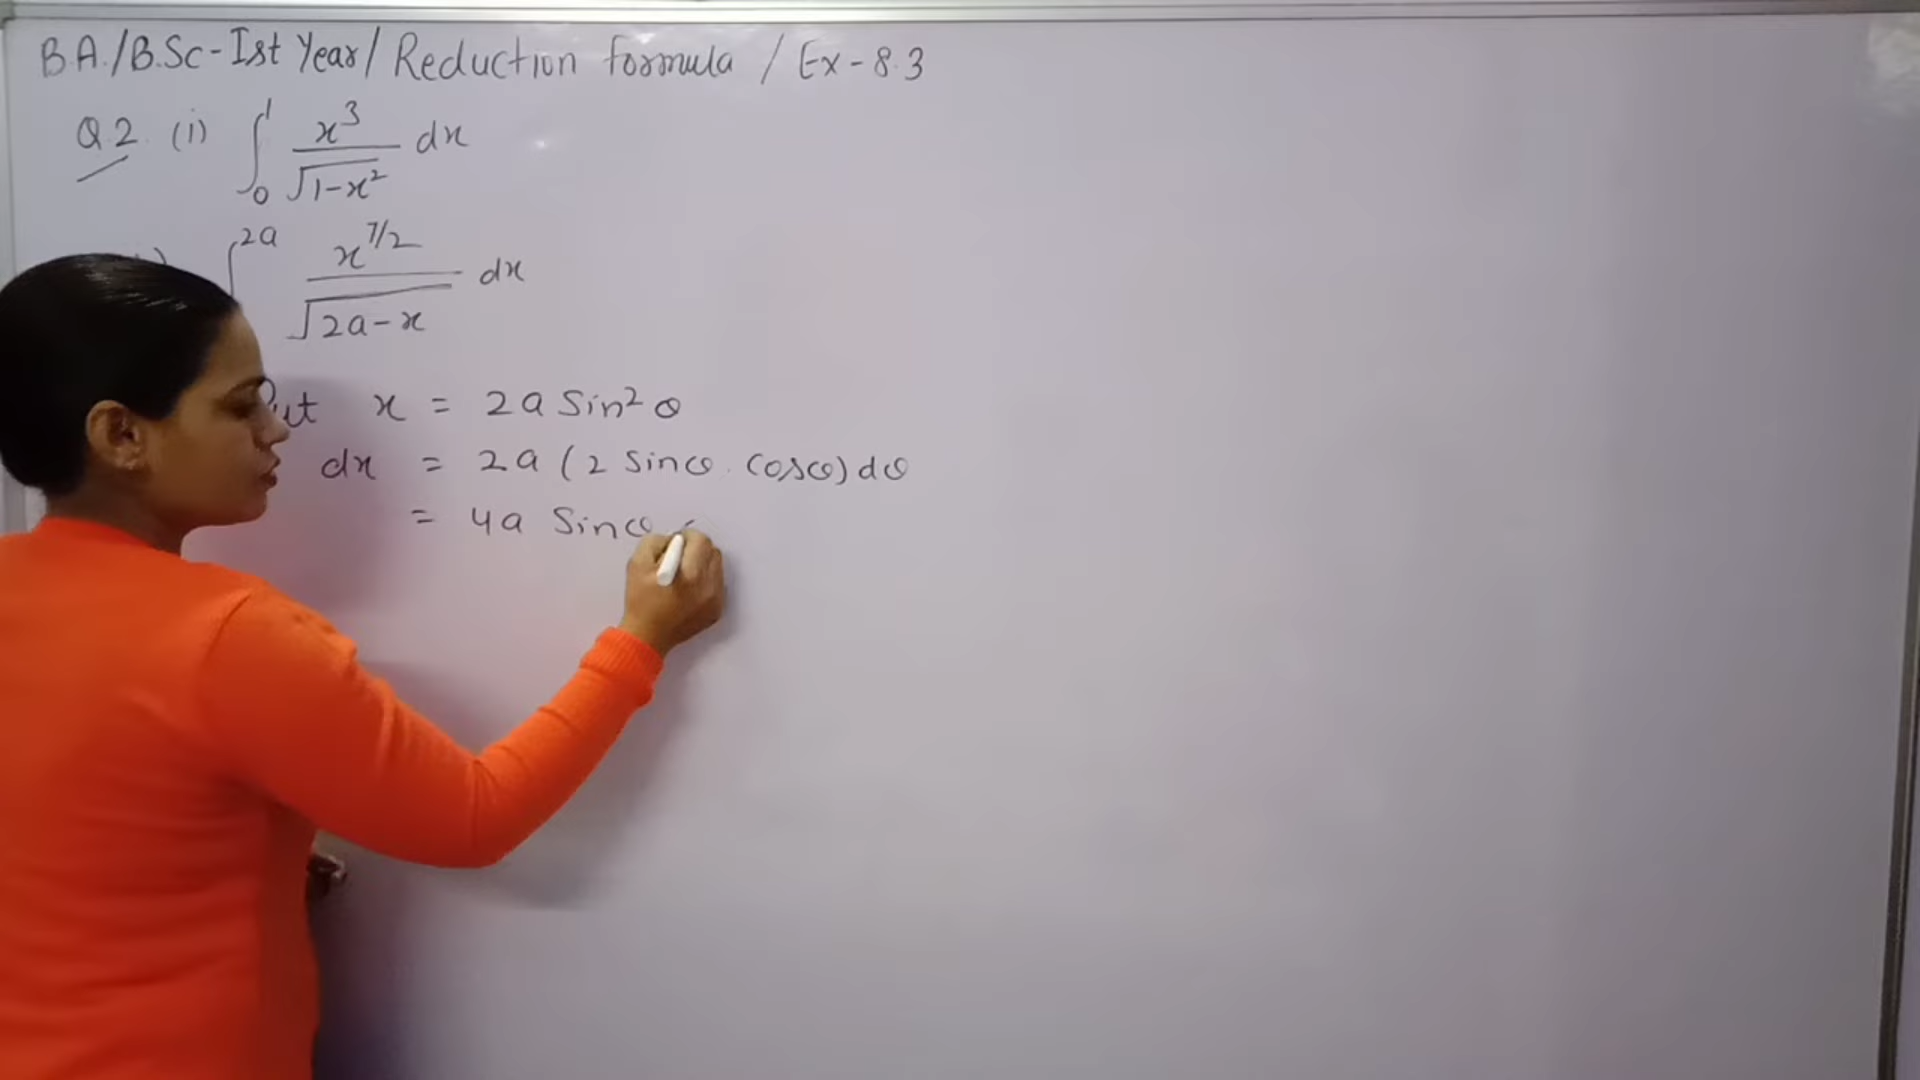 B.A./B.Sc-Ist Year/ Reduction formula / Ex-8.3
Q.2. (i) ∫₀¹ x³/√(1-x²) dx
∫^2a x^7/2/√(2a-x) dx
Put x = 2a Sin²θ
dx = 2a (2 Sinθ . Cosθ) dθ
= 4a Sinθ